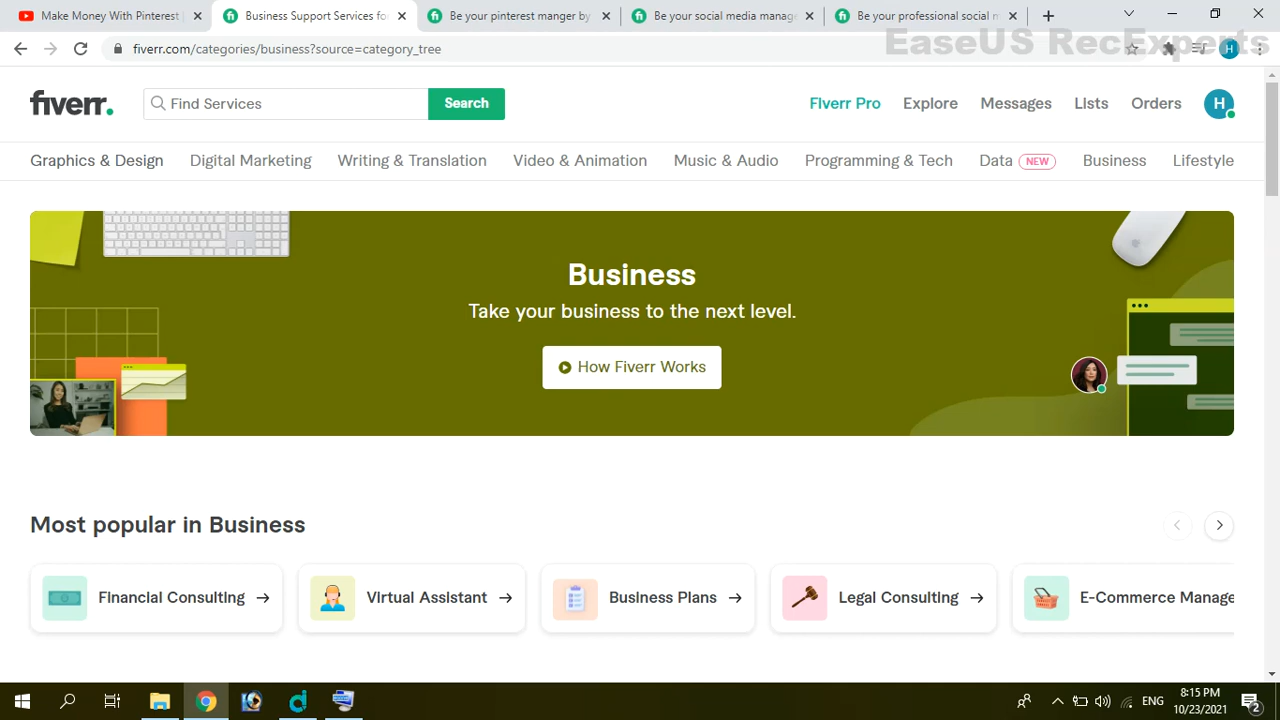 Make Money With Pinterest |
Business Support Services fo
Be your pinterest manger by
Be your social media manag
Be your professional social m
EaseUS RecExperts
fiverr.com/categories/business?source=category_tree
H
fiverr.
Find Services
Search
Fiverr Pro
Explore
Messages
Lists
Orders
H
Graphics & Design
Digital Marketing
Writing & Translation
Video & Animation
Music & Audio
Programming & Tech
Data NEW
Business
Lifestyle
Business
Take your business to the next level.
How Fiverr Works
Most popular in Business
Financial Consulting
Virtual Assistant
Business Plans
Legal Consulting
E-Commerce Manage
ENG
8:15 PM
10/23/2021
2